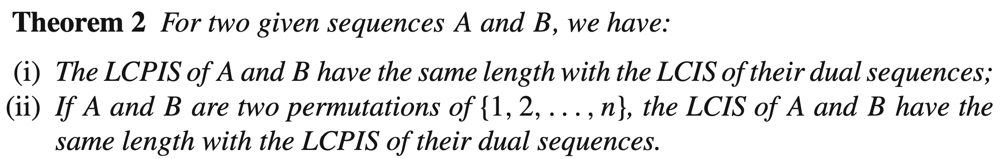 Theorem 2 For two given sequences A and B, we have:
(i) The LCPIS of A and B have the same length with the LCIS of their dual sequences;
(ii) If A and B are two permutations of {1, 2, . . . , n}, the LCIS of A and B have the
same length with the LCPIS of their dual sequences.